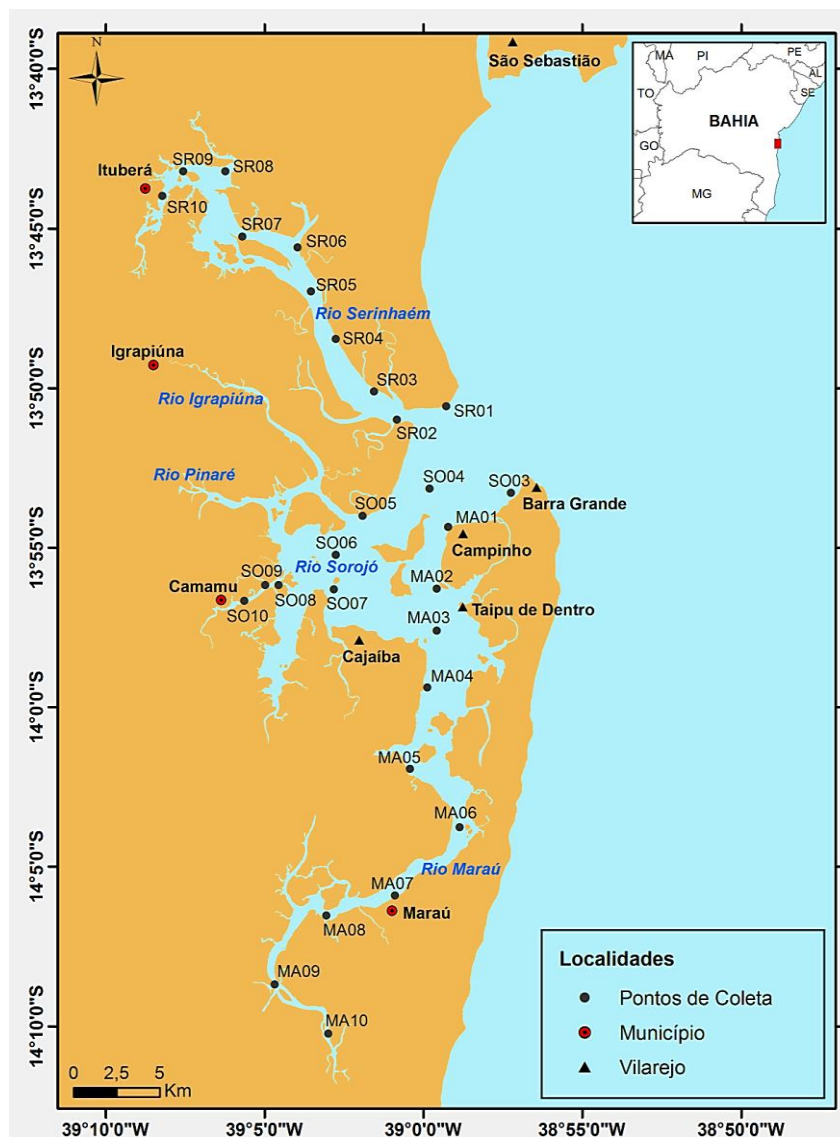 N
São Sebastião
13°40'0"S
13°45'0"S
13°50'0"S
13°55'0"S
14°0'0"S
14°5'0"S
14°10'0"S
MA
PI
PE
AL
SE
TO
BAHIA
GO
MG
SR09
SR08
Ituberá
SR10
SR07
SR06
SR05
Rio Serinhaém
SR04
Igrapiúna
SR03
Rio Igrapiúna
SR01
SR02
Rio Pinaré
SO04
SO03
Barra Grande
SO05
MA01
Campinho
SO06
Rio Sorojó
SO09
MA02
Camamu
SO08
SO07
SO10
Taipu de Dentro
MA03
Cajaíba
MA04
MA05
MA06
Rio Maraú
MA07
Maraú
MA08
MA09
MA10
Localidades
Pontos de Coleta
Município
Vilarejo
0 2,5 5
Km
39°10'0"W
39°5'0"W
39°0'0"W
38°55'0"W
38°50'0"W